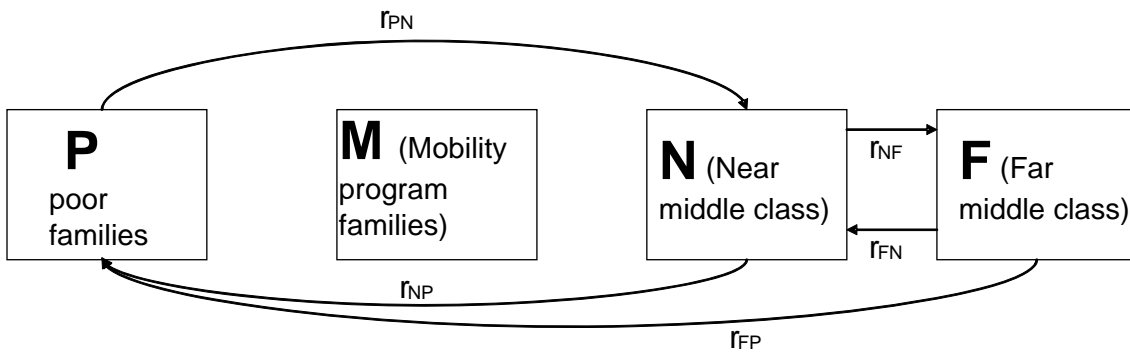 rPN
P
poor
families
M (Mobility
program
families)
N (Near
middle class)
rNF
F (Far
middle class)
rFN
rNP
rFP